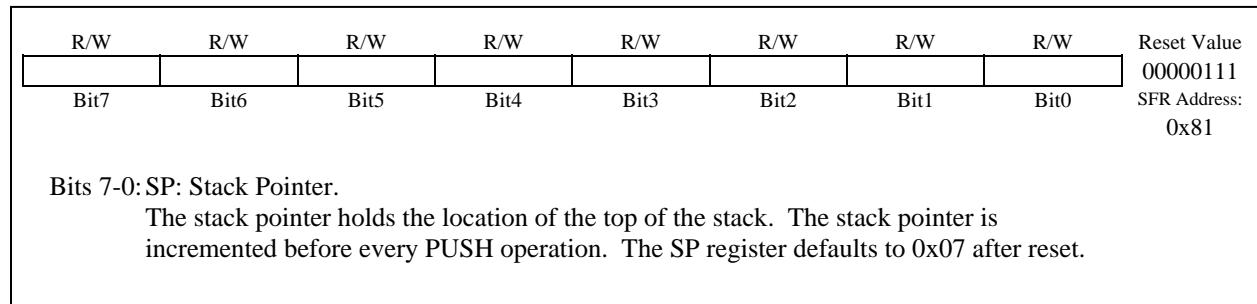 R/W R/W R/W R/W R/W R/W R/W R/W Reset Value
00000111
Bit7 Bit6 Bit5 Bit4 Bit3 Bit2 Bit1 Bit0 SFR Address:
0x81
Bits 7-0: SP: Stack Pointer.
The stack pointer holds the location of the top of the stack. The stack pointer is
incremented before every PUSH operation. The SP register defaults to 0x07 after reset.